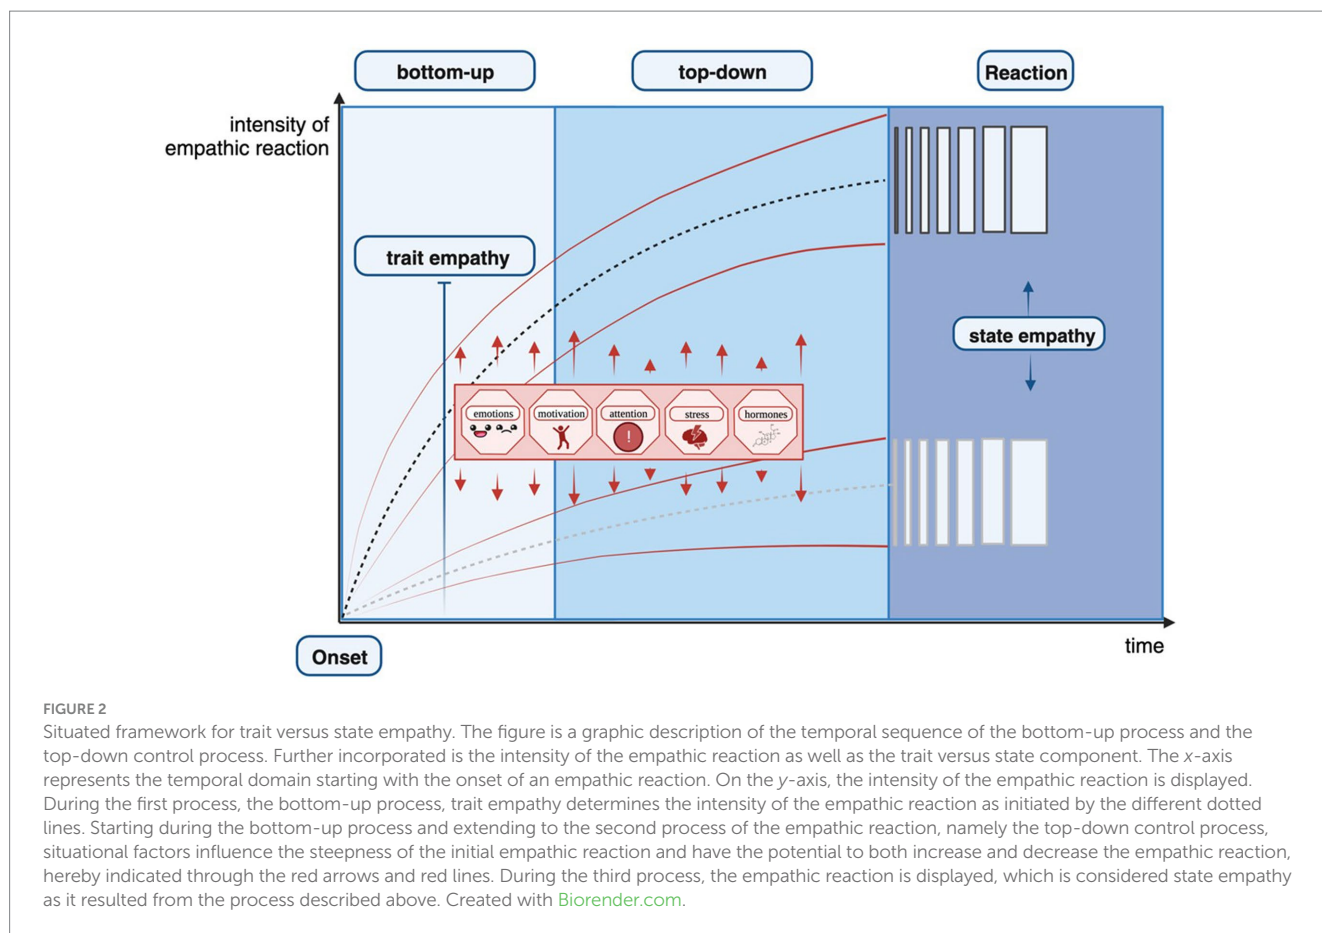 bottom-up
top-down
Reaction
intensity of
empathic reaction
trait empathy
state empathy
emotions
motivation
attention
stress
hormones
!
time
Onset
FIGURE 2
Situated framework for trait versus state empathy. The figure is a graphic description of the temporal sequence of the bottom-up process and the
top-down control process. Further incorporated is the intensity of the empathic reaction as well as the trait versus state component. The x-axis
represents the temporal domain starting with the onset of an empathic reaction. On the y-axis, the intensity of the empathic reaction is displayed.
During the first process, the bottom-up process, trait empathy determines the intensity of the empathic reaction as initiated by the different dotted
lines. Starting during the bottom-up process and extending to the second process of the empathic reaction, namely the top-down control process,
situational factors influence the steepness of the initial empathic reaction and have the potential to both increase and decrease the empathic reaction,
hereby indicated through the red arrows and red lines. During the third process, the empathic reaction is displayed, which is considered state empathy
as it resulted from the process described above. Created with Biorender.com.